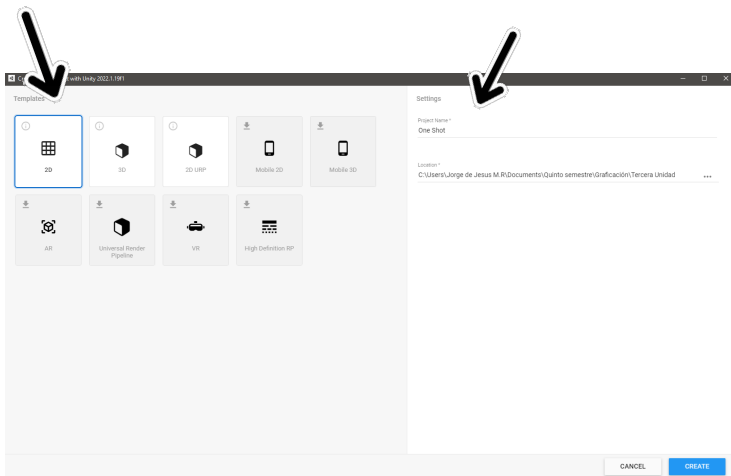 with Unity 2022.1.19f1
Templates
Settings
2D
3D
2D URP
Mobile 2D
Mobile 3D
AR
Universal Render
Pipeline
VR
High Definition RP
Project Name *
One Shot
Location *
C:\Users\Jorge de Jesus M.R\Documents\Quinto semestre\Graficación\Tercera Unidad
...
CANCEL
CREATE